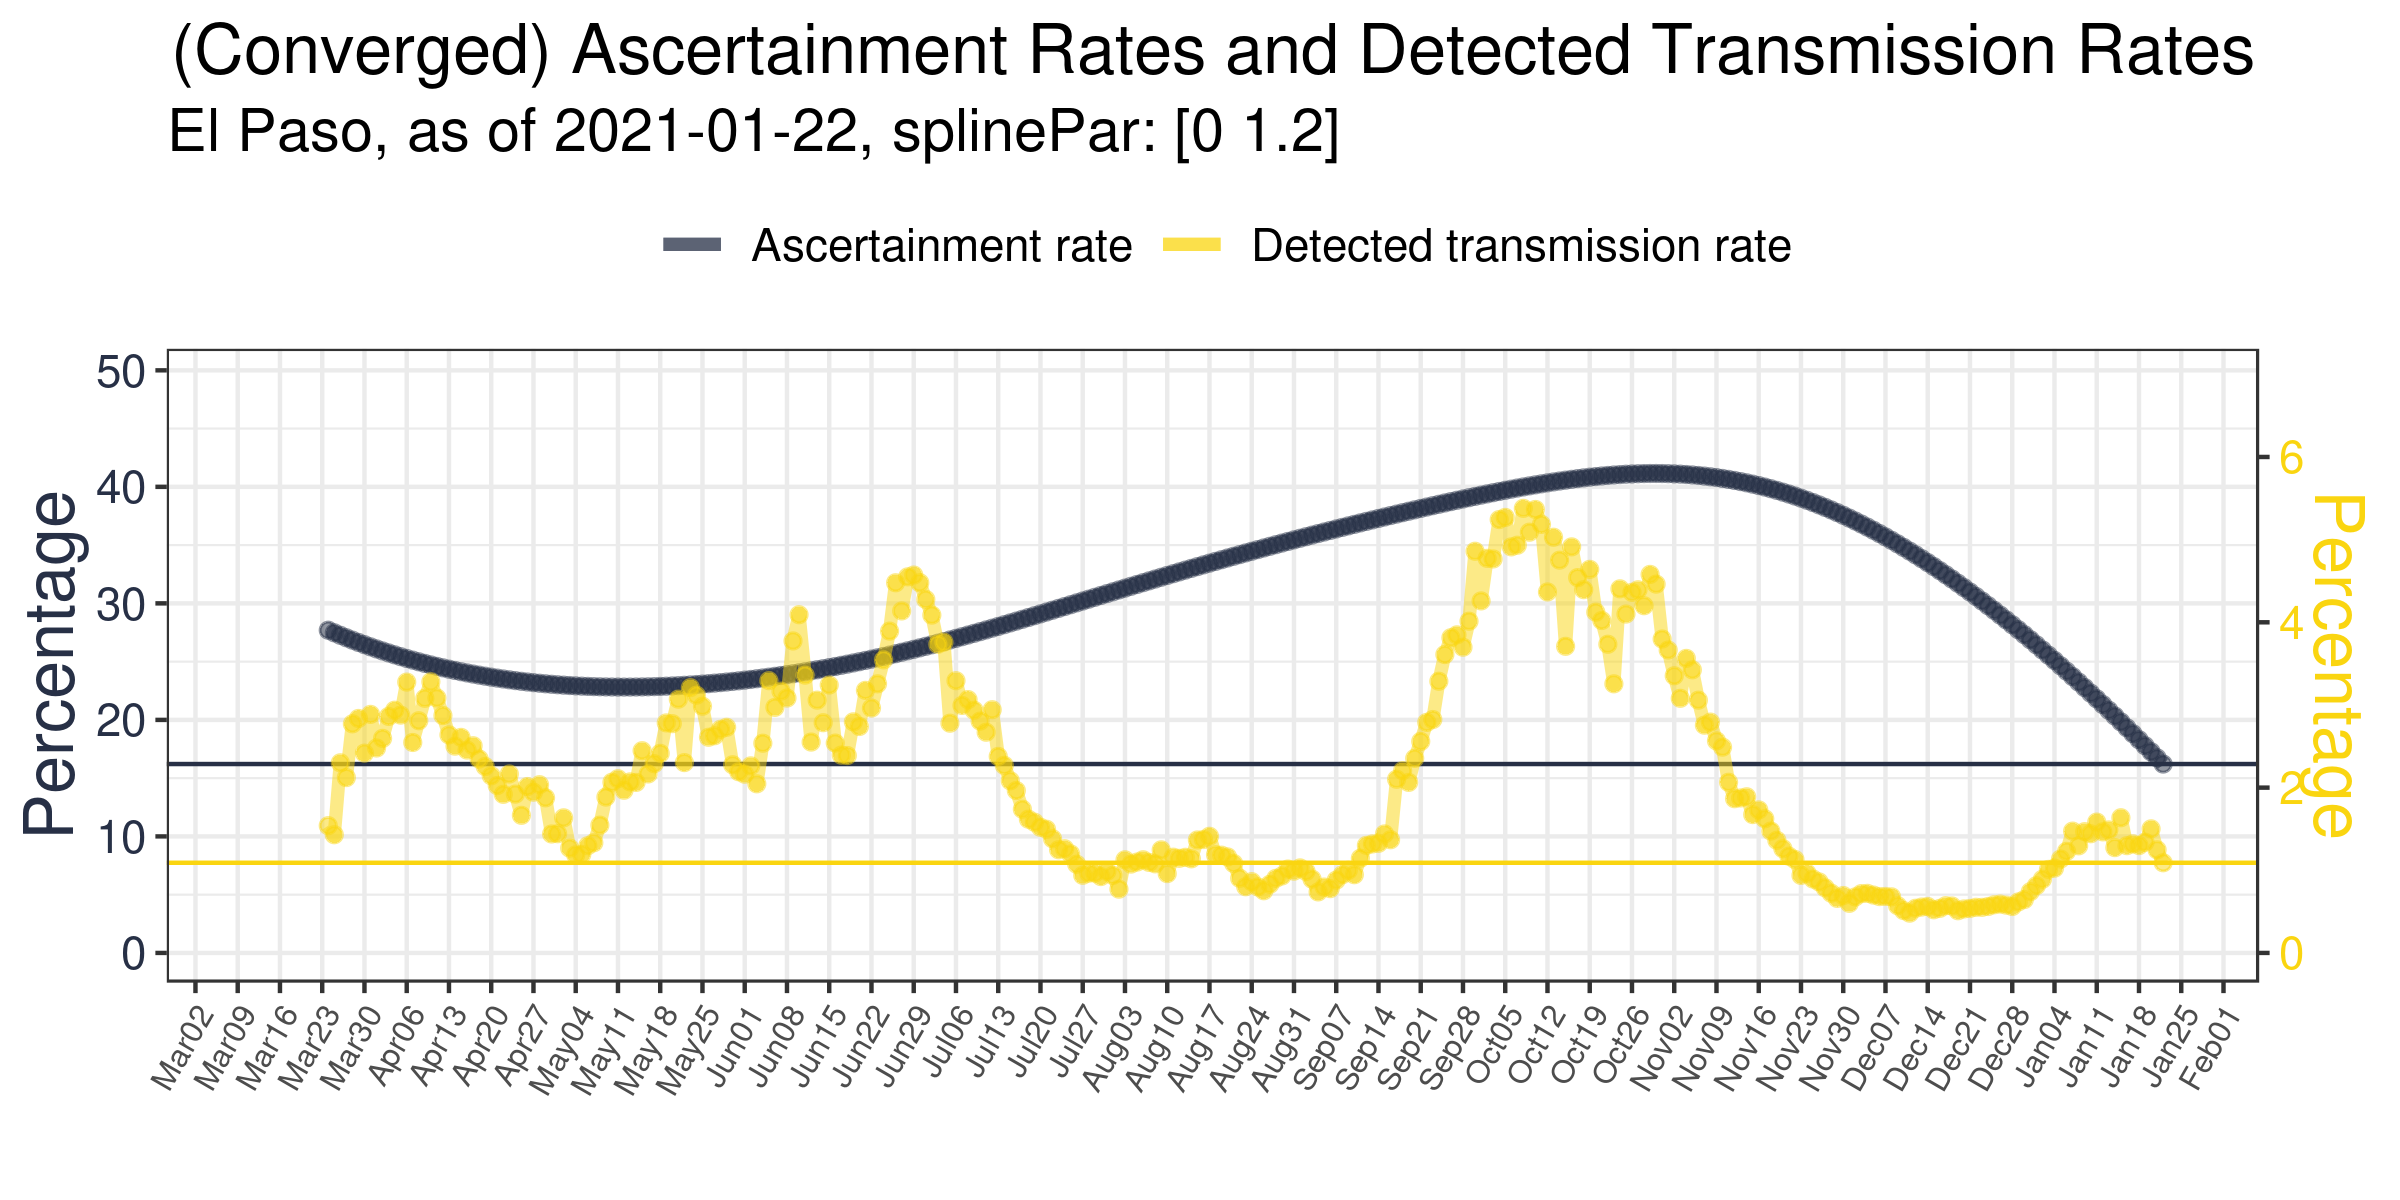 (Converged) Ascertainment Rates and Detected Transmission Rates
El Paso, as of 2021-01-22, splinePar: [0 1.2]
Ascertainment rate
Detected transmission rate
Percentage
50
40
30
20
10
0
6
4
2
0
Percentage
Mar02
Mar09
Mar16
Mar23
Mar30
Apr06
Apr13
Apr20
Apr27
May04
May11
May18
May25
Jun01
Jun08
Jun15
Jun22
Jun29
Jul06
Jul13
Jul20
Jul27
Aug03
Aug10
Aug17
Aug24
Aug31
Sep07
Sep14
Sep21
Sep28
Oct05
Oct12
Oct19
Oct26
Nov02
Nov09
Nov16
Nov23
Nov30
Dec07
Dec14
Dec21
Dec28
Jan04
Jan11
Jan18
Jan25
Feb01